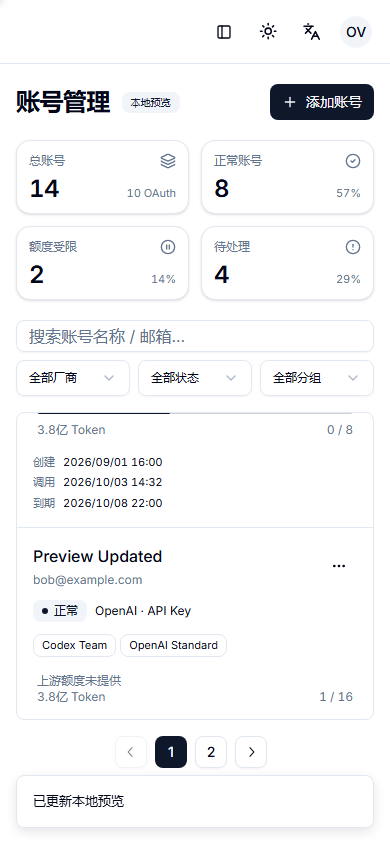 OV
账号管理 本地预览 添加账号
总账号
14 10 OAuth
正常账号
8 57%
额度受限
2 14%
待处理
4 29%
搜索账号名称 / 邮箱...
全部厂商 全部状态 全部分组
3.8亿 Token 0 / 8
创建 2026/09/01 16:00
调用 2026/10/03 14:32
到期 2026/10/08 22:00
Preview Updated
bob@example.com
正常 OpenAI · API Key
Codex Team OpenAI Standard
上游额度未提供
3.8亿 Token 1 / 16
1 2
已更新本地预览